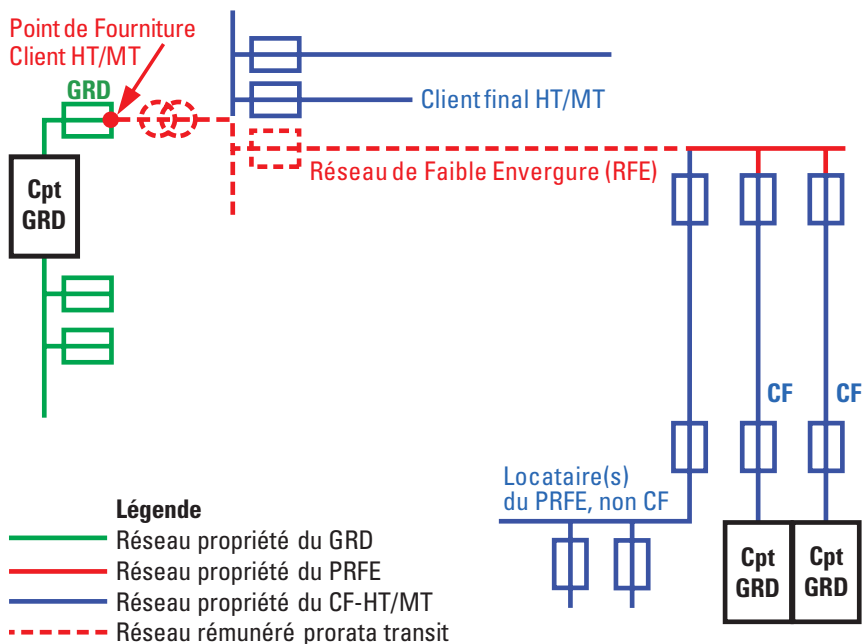 Point de Fourniture
Client HT/MT
GRD
Client final HT/MT
Réseau de Faible Envergure (RFE)
Cpt
GRD
CF
CF
Locataire(s)
du PRFE, non CF
Cpt
GRD
Cpt
GRD
Légende
Réseau propriété du GRD
Réseau propriété du PRFE
Réseau propriété du CF-HT/MT
Réseau rémunéré prorata transit